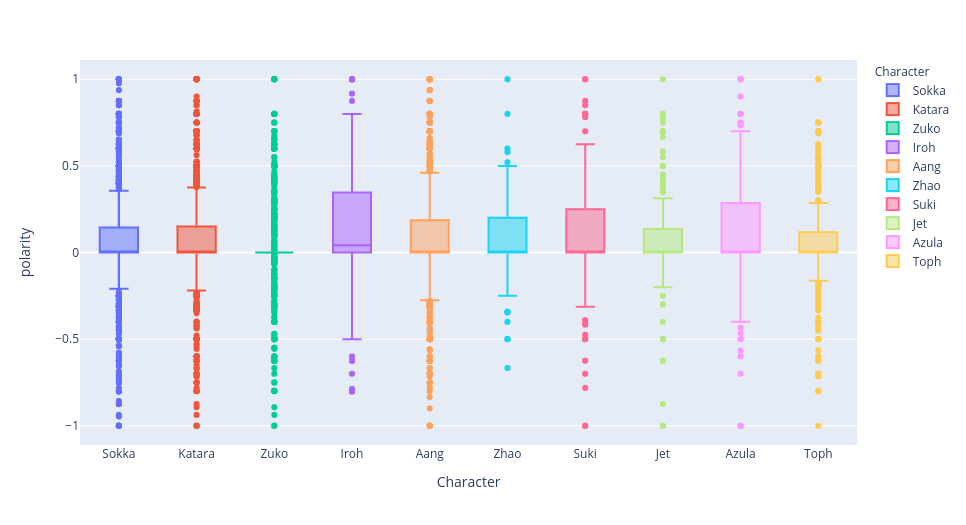 polarity
1
0.5
0
−0.5
−1
Sokka Katara Zuko Iroh Aang Zhao Suki Jet Azula Toph
Character
Character
Sokka
Katara
Zuko
Iroh
Aang
Zhao
Suki
Jet
Azula
Toph